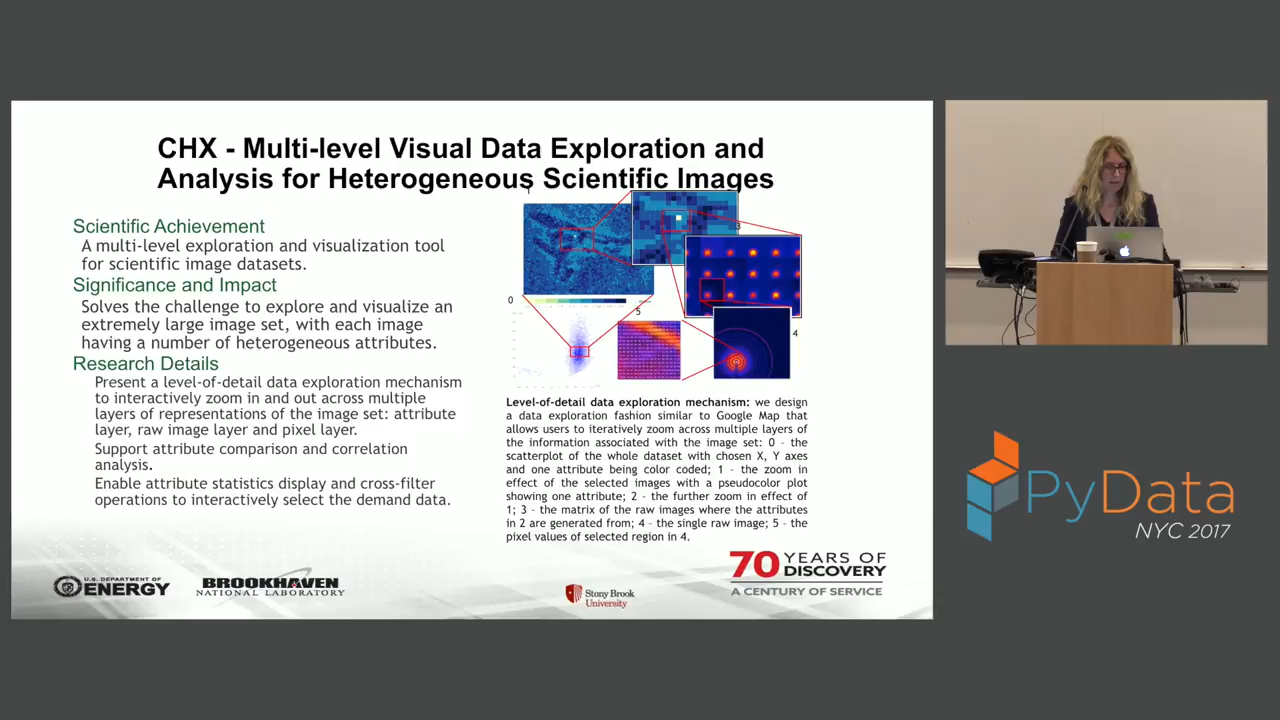 CHX - Multi-level Visual Data Exploration and
Analysis for Heterogeneous Scientific Images
Scientific Achievement
A multi-level exploration and visualization tool
for scientific image datasets.
Significance and Impact
Solves the challenge to explore and visualize an
extremely large image set, with each image
having a number of heterogeneous attributes.
Research Details
Present a level-of-detail data exploration mechanism
to interactively zoom in and out across multiple
layers of representations of the image set: attribute
layer, raw image layer and pixel layer.
Support attribute comparison and correlation
analysis.
Enable attribute statistics display and cross-filter
operations to interactively select the demand data.
3
0
5
4
Level-of-detail data exploration mechanism: we design
a data exploration fashion similar to Google Map that
allows users to iteratively zoom across multiple layers of
the information associated with the image set: 0 - the
scatterplot of the whole dataset with chosen X, Y axes
and one attribute being color coded; 1 - the zoom in
effect of the selected images with a pseudocolor plot
showing one attribute; 2 - the further zoom in effect of
1; 3 - the matrix of the raw images where the attributes
in 2 are generated from; 4 - the single raw image; 5 - the
pixel values of selected region in 4.
U.S. DEPARTMENT OF
ENERGY
BROOKHAVEN
NATIONAL LABORATORY
Stony Brook
University
70 YEARS OF
DISCOVERY
A CENTURY OF SERVICE
PyData
NYC 2017